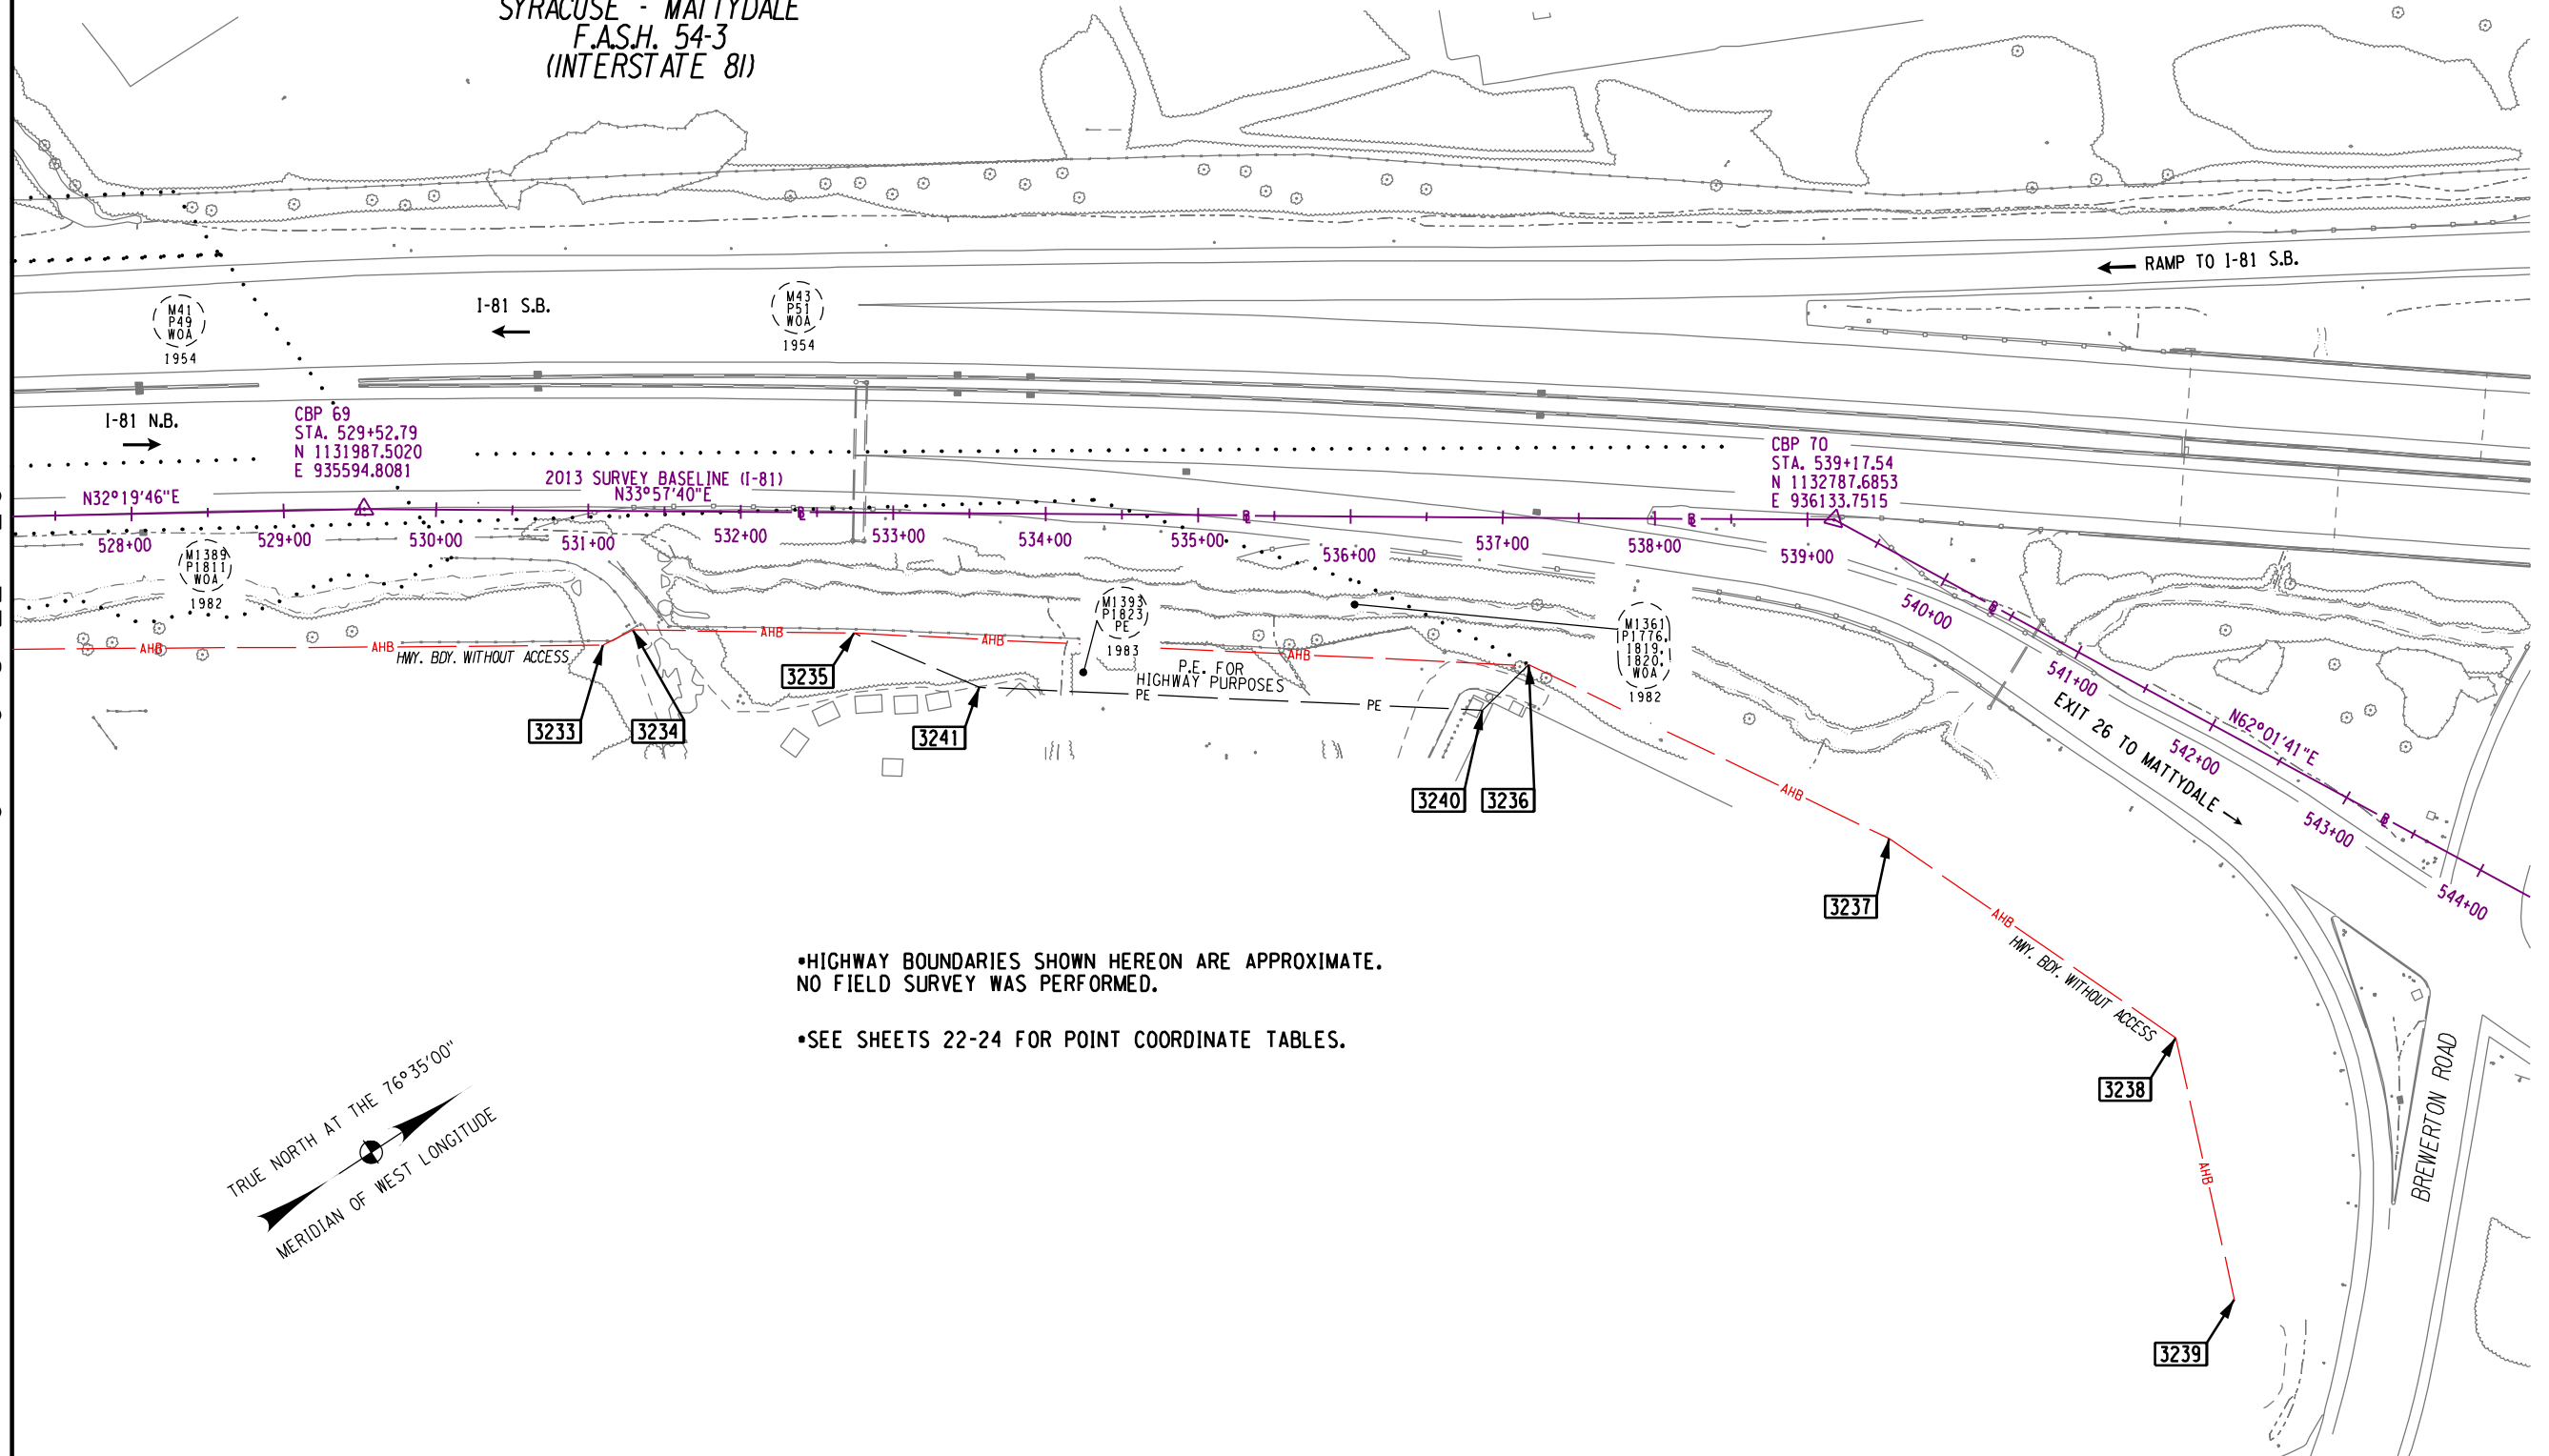 SYRACUSE - MATTYDALE
F.A.S.H. 54-3
(INTERSTATE 81)
RAMP TO I-81 S.B.
M41
P49
WOA
1954
I-81 S.B.
M43
P51
WOA
1954
I-81 N.B.
CBP 69
STA. 529+52.79
N 1131987.5020
E 935594.8081
CBP 70
STA. 539+17.54
N 1132787.6853
E 936133.7515
2013 SURVEY BASELINE (I-81)
N32°19'46"E
N33°57'40"E
528+00
529+00
530+00
531+00
532+00
533+00
534+00
535+00
536+00
537+00
538+00
539+00
540+00
541+00
542+00
543+00
544+00
N62°01'41"E
EXIT 26 TO MATTYDALE
M1389
P1811
WOA
1982
M1393
P1823
PE
1983
M1361
P1776,
1819,
1820,
WOA
1982
AHB
AHB
AHB
AHB
AHB
AHB
AHB
AHB
HWY. BDY. WITHOUT ACCESS
P.E. FOR
HIGHWAY PURPOSES
PE
PE
3233
3234
3235
3241
3240
3236
3237
HWY. BDY. WITHOUT ACCESS
3238
3239
BREWERTON ROAD
•HIGHWAY BOUNDARIES SHOWN HEREON ARE APPROXIMATE.
NO FIELD SURVEY WAS PERFORMED.
•SEE SHEETS 22-24 FOR POINT COORDINATE TABLES.
TRUE NORTH AT THE 76°35'00"
MERIDIAN OF WEST LONGITUDE